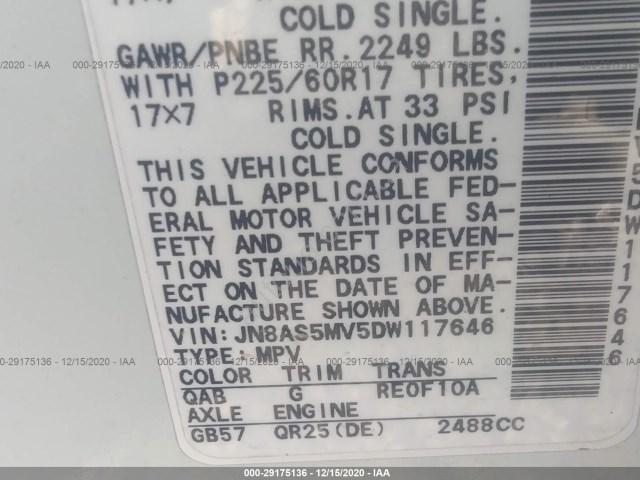 COLD SINGLE.
GAWR/PNBE RR. 2249 LBS.
WITH P225/60R17 TIRES,
17X7 RIMS. AT 33 PSI
COLD SINGLE.
THIS VEHICLE CONFORMS
TO ALL APPLICABLE FED-
ERAL MOTOR VEHICLE SA-
FETY AND THEFT PREVEN-
TION STANDARDS IN EFF-
ECT ON THE DATE OF MA-
NUFACTURE SHOWN ABOVE.
VIN: JN8AS5MV5DW117646
TYPE: MPV
COLOR TRIM TRANS
QAB G RE0F10A
AXLE ENGINE
GB57 QR25(DE) 2488CC
V5DW117646
000-29175136 - 12/15/2020 - IAA